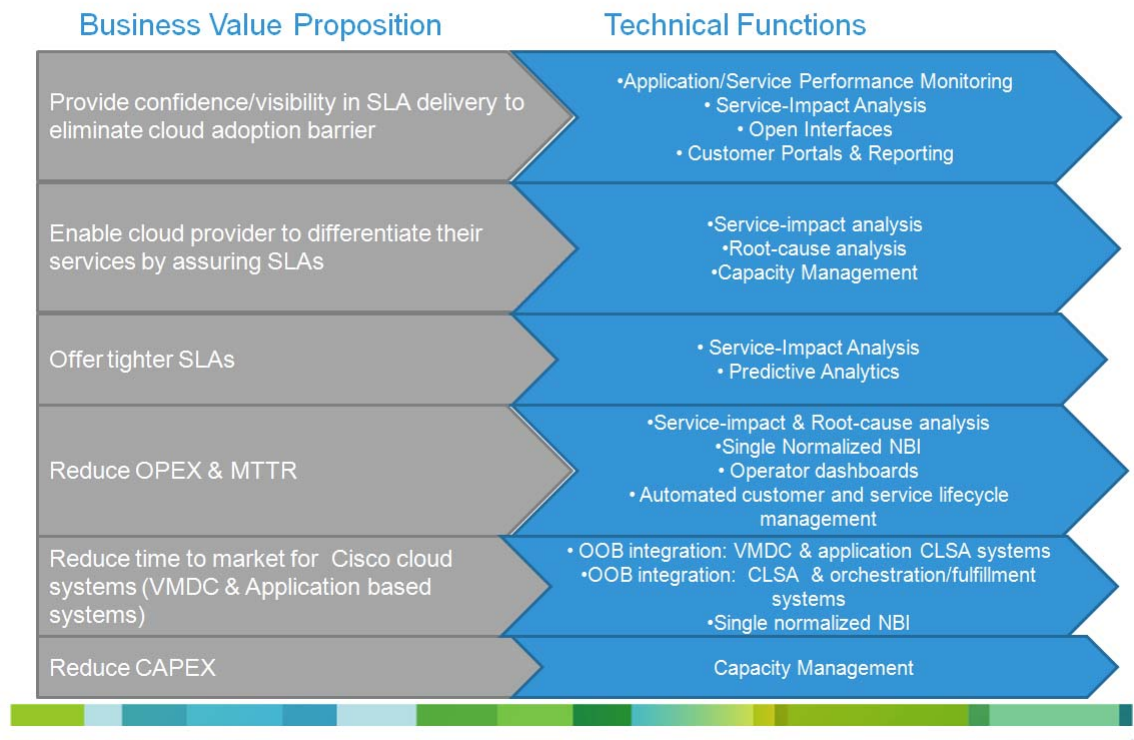 Business Value Proposition
Technical Functions
Provide confidence/visibility in SLA delivery to
eliminate cloud adoption barrier
•Application/Service Performance Monitoring
• Service-Impact Analysis
• Open Interfaces
• Customer Portals & Reporting
Enable cloud provider to differentiate their
services by assuring SLAs
•Service-impact analysis
•Root-cause analysis
•Capacity Management
Offer tighter SLAs
• Service-Impact Analysis
• Predictive Analytics
Reduce OPEX & MTTR
•Service-impact & Root-cause analysis
•Single Normalized NBI
• Operator dashboards
• Automated customer and service lifecycle
management
Reduce time to market for Cisco cloud
systems (VMDC & Application based
systems)
• OOB integration: VMDC & application CLSA systems
•OOB integration: CLSA & orchestration/fulfillment
systems
•Single normalized NBI
Reduce CAPEX
Capacity Management